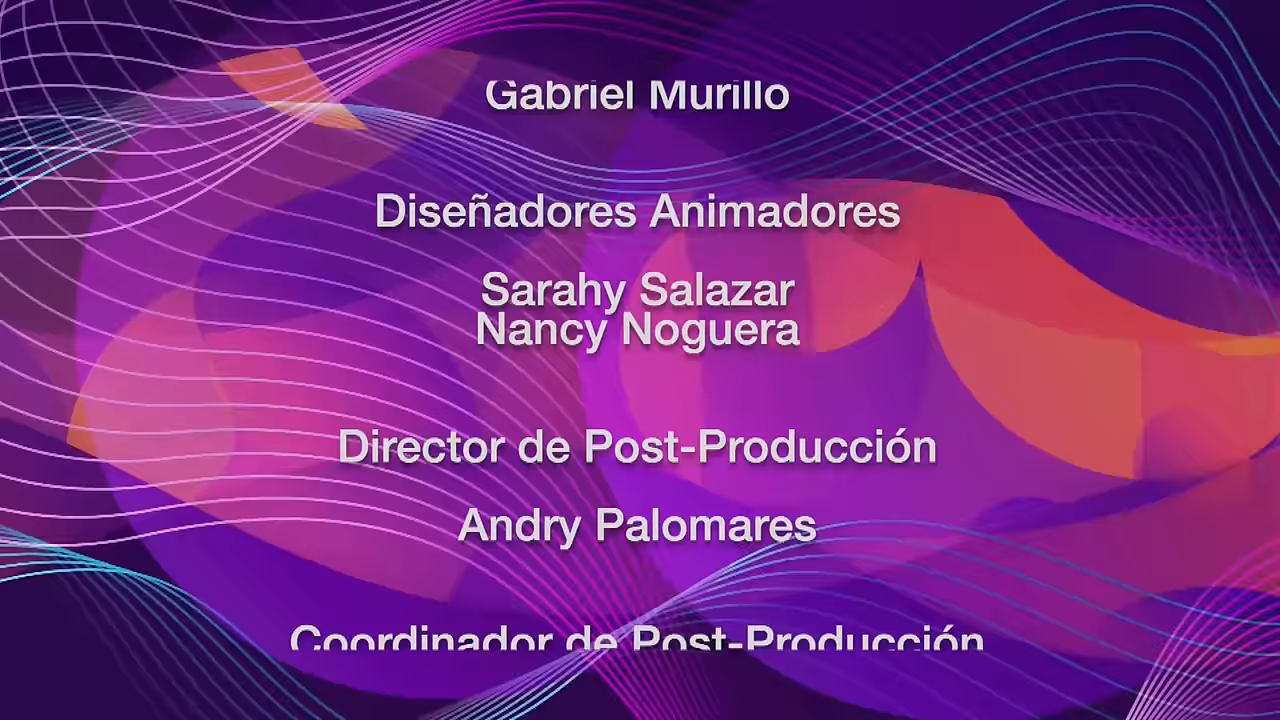 Gabriel Murillo
Diseñadores Animadores
Sarahy Salazar
Nancy Noguera
Director de Post-Producción
Andry Palomares
Coordinador de Post-Producción